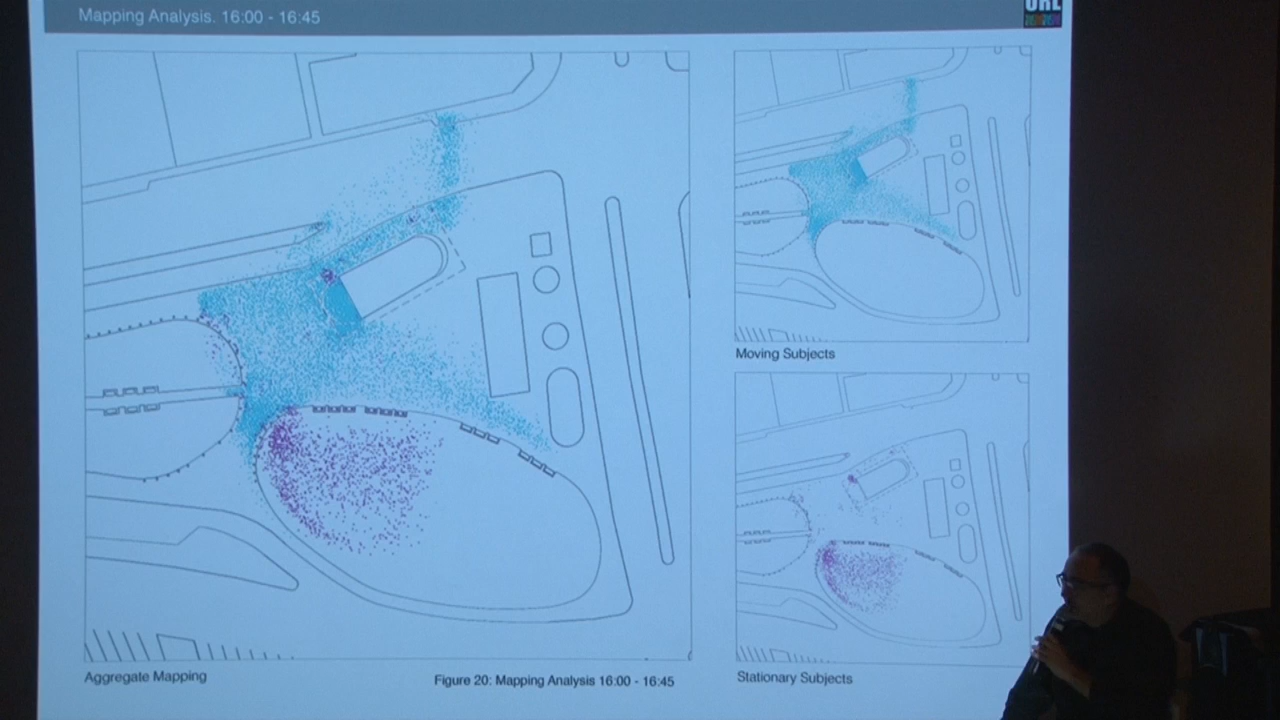 Mapping Analysis. 16:00 - 16:45
URL
Moving Subjects
Aggregate Mapping
Figure 20: Mapping Analysis 16:00 - 16:45
Stationary Subjects